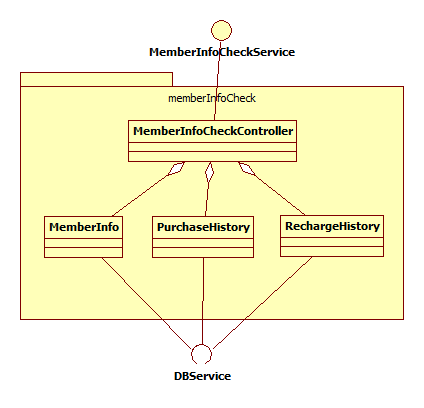 MemberInfoCheckService
memberInfoCheck
MemberInfoCheckController
MemberInfo
PurchaseHistory
RechargeHistory
DBService